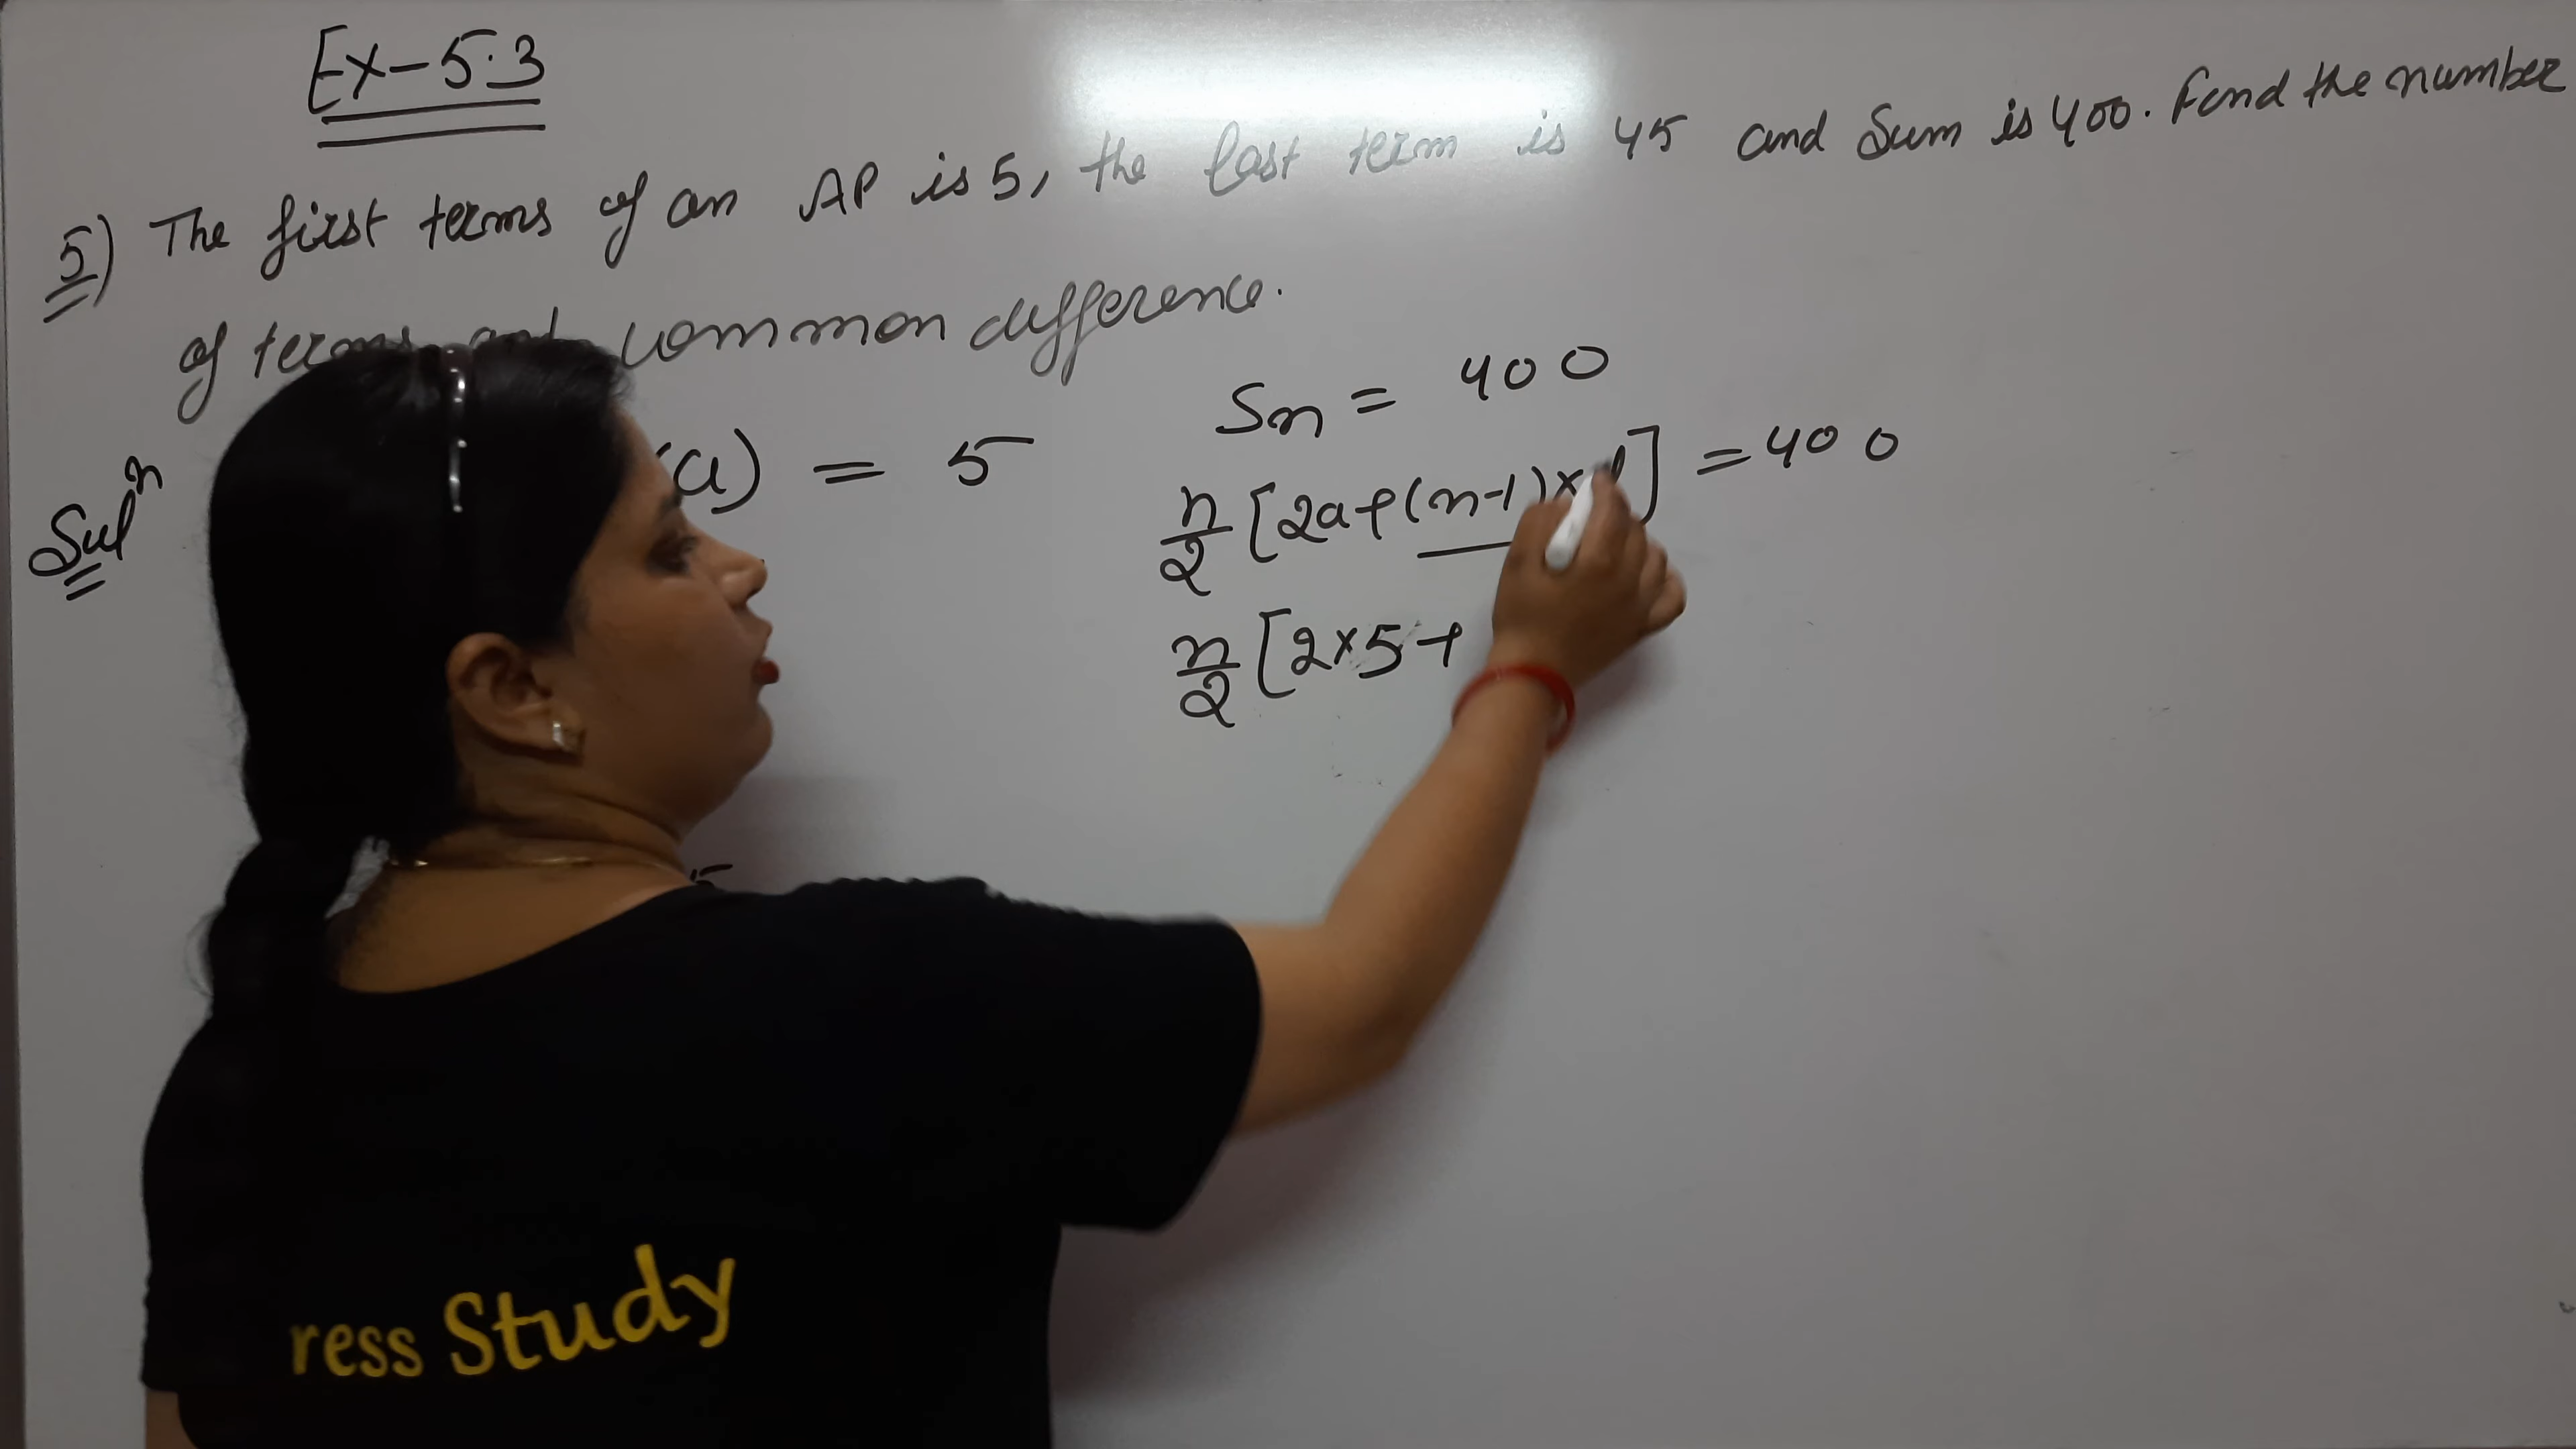 Ex-5.3
5) The first terms of an AP is 5, the last term is 45 and Sum is 400. Find the number
of terms and common difference.
Sol^n (a) = 5
Sn = 400
n/2 [2a+(n-1)×d] = 400
n/2 [2×5+
5
ress Study